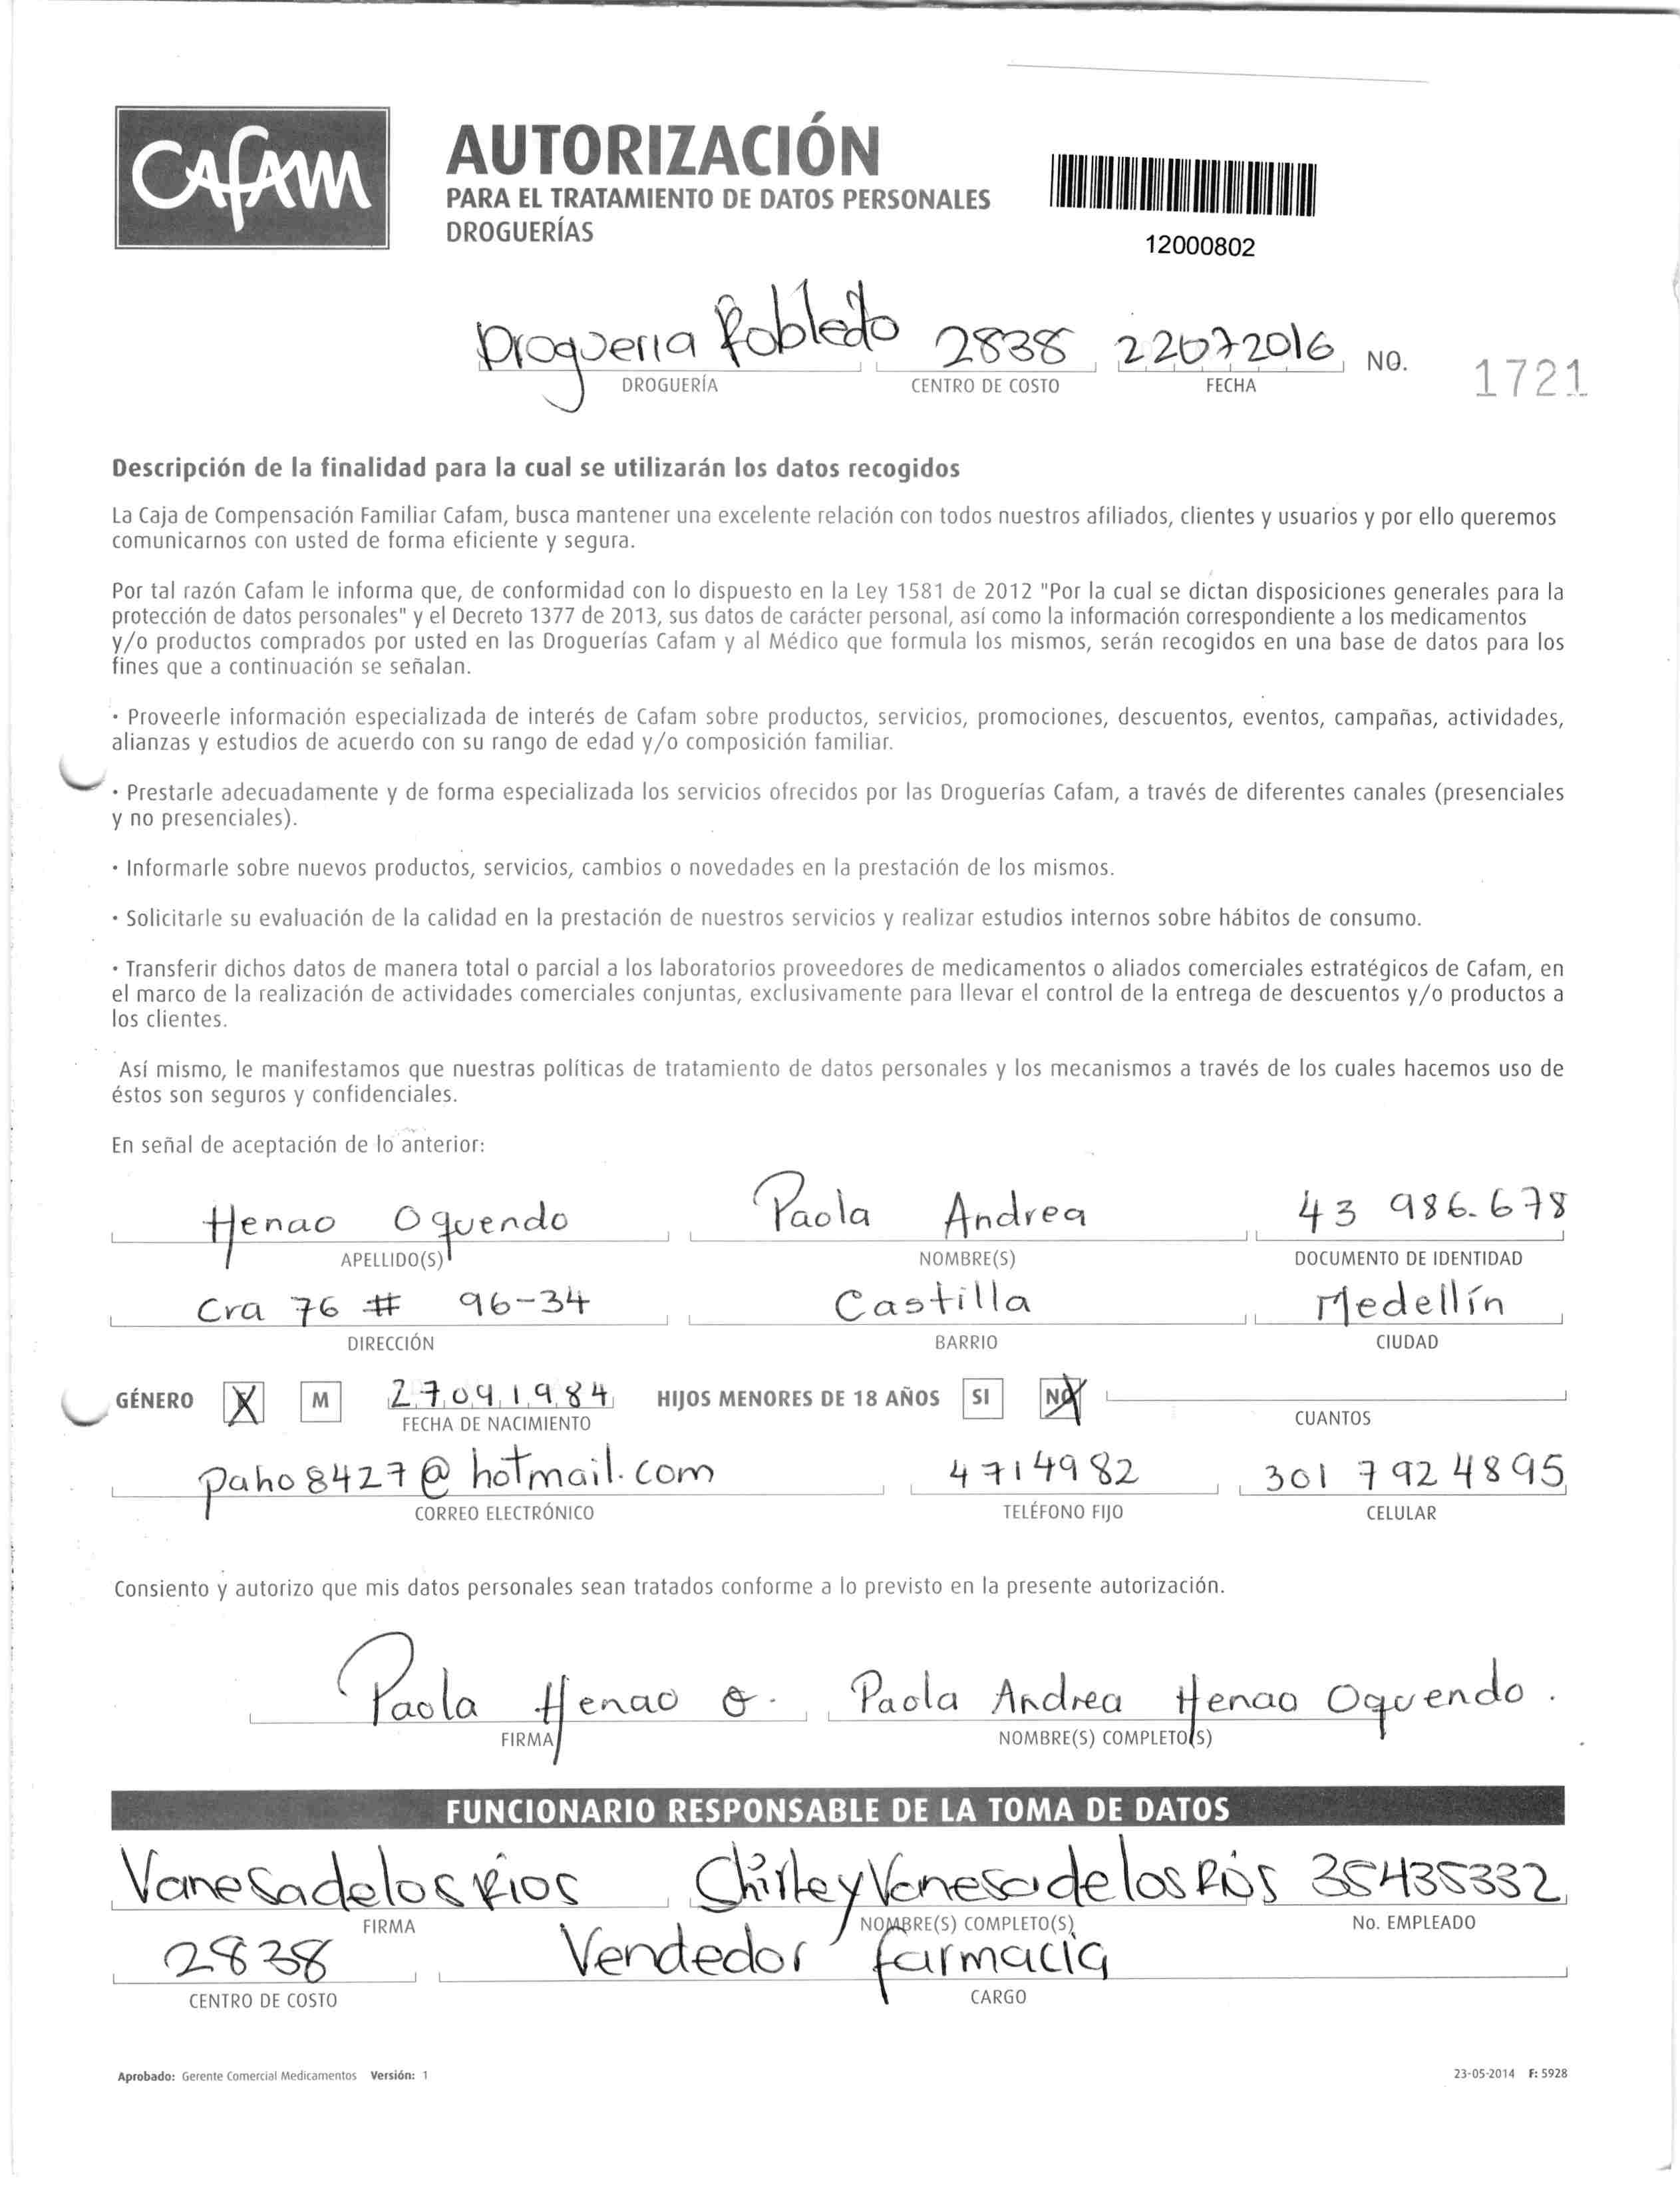 CAFAM
AUTORIZACIÓN
PARA EL TRATAMIENTO DE DATOS PERSONALES
DROGUERÍAS
12000802
Drogueria Robledo 2838 22072016 NO. 1721
DROGUERÍA CENTRO DE COSTO FECHA
Descripción de la finalidad para la cual se utilizarán los datos recogidos
La Caja de Compensación Familiar Cafam, busca mantener una excelente relación con todos nuestros afiliados, clientes y usuarios y por ello queremos
comunicarnos con usted de forma eficiente y segura.
Por tal razón Cafam le informa que, de conformidad con lo dispuesto en la Ley 1581 de 2012 "Por la cual se dictan disposiciones generales para la
protección de datos personales" y el Decreto 1377 de 2013, sus datos de carácter personal, así como la información correspondiente a los medicamentos
y/o productos comprados por usted en las Droguerías Cafam y al Médico que formula los mismos, serán recogidos en una base de datos para los
fines que a continuación se señalan.
· Proveerle información especializada de interés de Cafam sobre productos, servicios, promociones, descuentos, eventos, campañas, actividades,
alianzas y estudios de acuerdo con su rango de edad y/o composición familiar.
· Prestarle adecuadamente y de forma especializada los servicios ofrecidos por las Droguerías Cafam, a través de diferentes canales (presenciales
y no presenciales).
· Informarle sobre nuevos productos, servicios, cambios o novedades en la prestación de los mismos.
· Solicitarle su evaluación de la calidad en la prestación de nuestros servicios y realizar estudios internos sobre hábitos de consumo.
· Transferir dichos datos de manera total o parcial a los laboratorios proveedores de medicamentos o aliados comerciales estratégicos de Cafam, en
el marco de la realización de actividades comerciales conjuntas, exclusivamente para llevar el control de la entrega de descuentos y/o productos a
los clientes.
Así mismo, le manifestamos que nuestras políticas de tratamiento de datos personales y los mecanismos a través de los cuales hacemos uso de
éstos son seguros y confidenciales.
En señal de aceptación de lo anterior:
Henao Oquendo Paola Andrea 43 986.678
APELLIDO(S) NOMBRE(S) DOCUMENTO DE IDENTIDAD
Cra 76 # 96-34 Castilla Medellín
DIRECCIÓN BARRIO CIUDAD
GÉNERO X M 27041984 HIJOS MENORES DE 18 AÑOS SI NO X
FECHA DE NACIMIENTO CUANTOS
paho8427@hotmail.com 4714982 301 7924895
CORREO ELECTRÓNICO TELÉFONO FIJO CELULAR
Consiento y autorizo que mis datos personales sean tratados conforme a lo previsto en la presente autorización.
Paola Henao O. Paola Andrea Henao Oquendo.
FIRMA NOMBRE(S) COMPLETO(S)
FUNCIONARIO RESPONSABLE DE LA TOMA DE DATOS
Vanesa de los Rios Chirley Vanesa de los Ríos 35435332
FIRMA NOMBRE(S) COMPLETO(S) No. EMPLEADO
2838 Vendedor farmacia
CENTRO DE COSTO CARGO
Aprobado: Gerente Comercial Medicamentos Versión: 1 23-05-2014 F: 5928